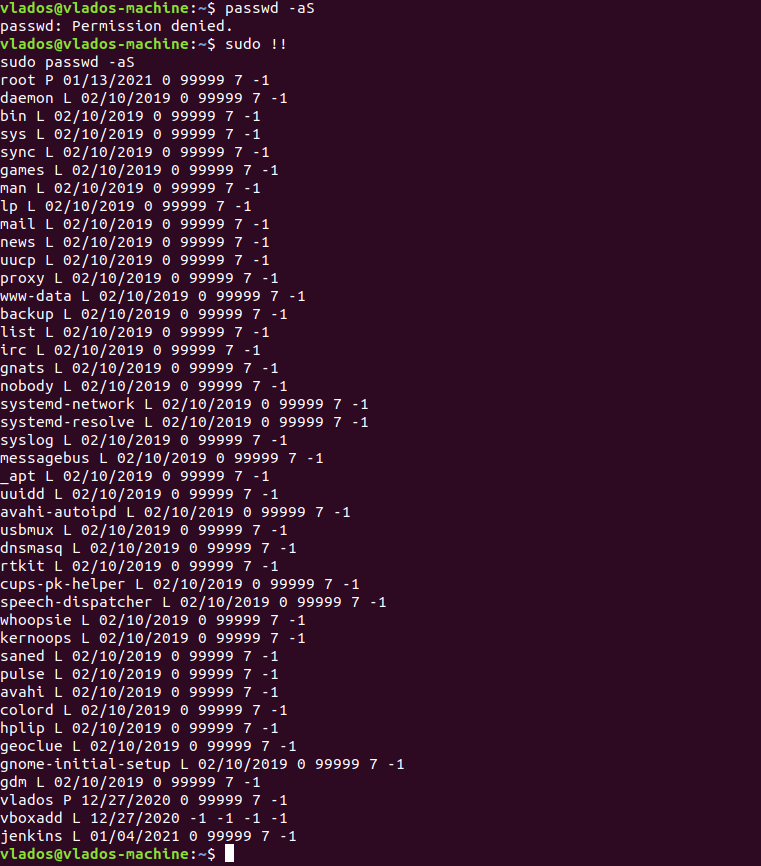 vlados@vlados-machine:~$ passwd -aS
passwd: Permission denied.
vlados@vlados-machine:~$ sudo !!
sudo passwd -aS
root P 01/13/2021 0 99999 7 -1
daemon L 02/10/2019 0 99999 7 -1
bin L 02/10/2019 0 99999 7 -1
sys L 02/10/2019 0 99999 7 -1
sync L 02/10/2019 0 99999 7 -1
games L 02/10/2019 0 99999 7 -1
man L 02/10/2019 0 99999 7 -1
lp L 02/10/2019 0 99999 7 -1
mail L 02/10/2019 0 99999 7 -1
news L 02/10/2019 0 99999 7 -1
uucp L 02/10/2019 0 99999 7 -1
proxy L 02/10/2019 0 99999 7 -1
www-data L 02/10/2019 0 99999 7 -1
backup L 02/10/2019 0 99999 7 -1
list L 02/10/2019 0 99999 7 -1
irc L 02/10/2019 0 99999 7 -1
gnats L 02/10/2019 0 99999 7 -1
nobody L 02/10/2019 0 99999 7 -1
systemd-network L 02/10/2019 0 99999 7 -1
systemd-resolve L 02/10/2019 0 99999 7 -1
syslog L 02/10/2019 0 99999 7 -1
messagebus L 02/10/2019 0 99999 7 -1
_apt L 02/10/2019 0 99999 7 -1
uuidd L 02/10/2019 0 99999 7 -1
avahi-autoipd L 02/10/2019 0 99999 7 -1
usbmux L 02/10/2019 0 99999 7 -1
dnsmasq L 02/10/2019 0 99999 7 -1
rtkit L 02/10/2019 0 99999 7 -1
cups-pk-helper L 02/10/2019 0 99999 7 -1
speech-dispatcher L 02/10/2019 0 99999 7 -1
whoopsie L 02/10/2019 0 99999 7 -1
kernoops L 02/10/2019 0 99999 7 -1
saned L 02/10/2019 0 99999 7 -1
pulse L 02/10/2019 0 99999 7 -1
avahi L 02/10/2019 0 99999 7 -1
colord L 02/10/2019 0 99999 7 -1
hplip L 02/10/2019 0 99999 7 -1
geoclue L 02/10/2019 0 99999 7 -1
gnome-initial-setup L 02/10/2019 0 99999 7 -1
gdm L 02/10/2019 0 99999 7 -1
vlados P 12/27/2020 0 99999 7 -1
vboxadd L 12/27/2020 -1 -1 -1 -1
jenkins L 01/04/2021 0 99999 7 -1
vlados@vlados-machine:~$